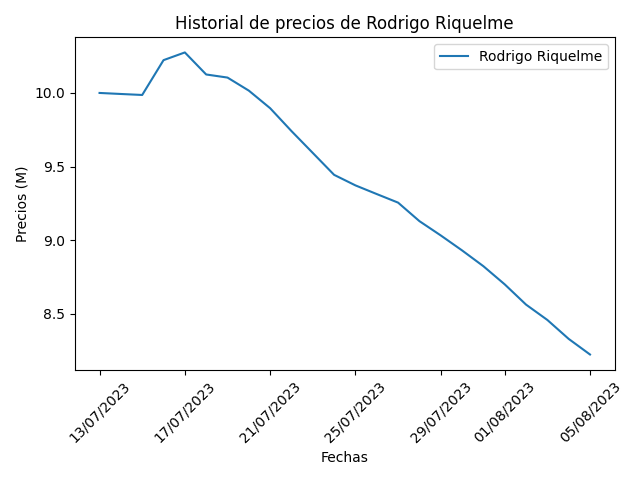 Historial de precios de Rodrigo Riquelme
Rodrigo Riquelme
Precios (M)
10.0
9.5
9.0
8.5
13/07/2023
17/07/2023
21/07/2023
25/07/2023
29/07/2023
01/08/2023
05/08/2023
Fechas